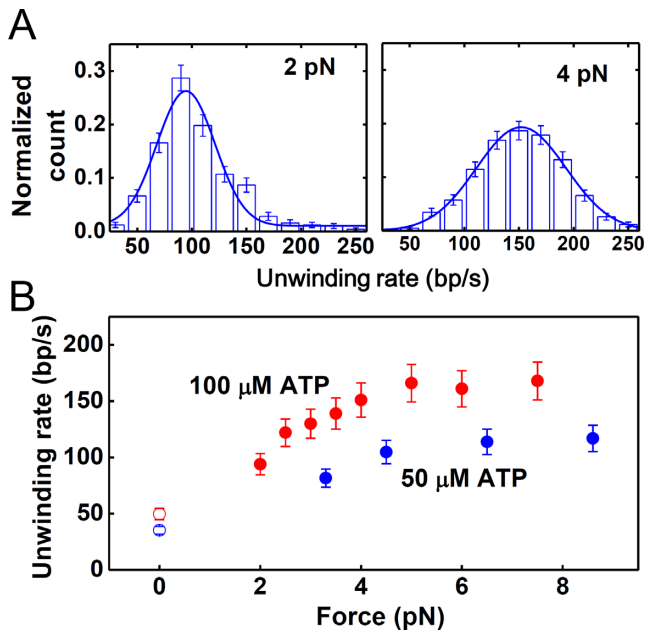 A
2 pN
4 pN
Normalized
count
0.3
0.2
0.1
0.0
50 100 150 200 250
50 100 150 200 250
Unwinding rate (bp/s)
B
Unwinding rate (bp/s)
200
150
100
50
0
100 μM ATP
50 μM ATP
0 2 4 6 8
Force (pN)